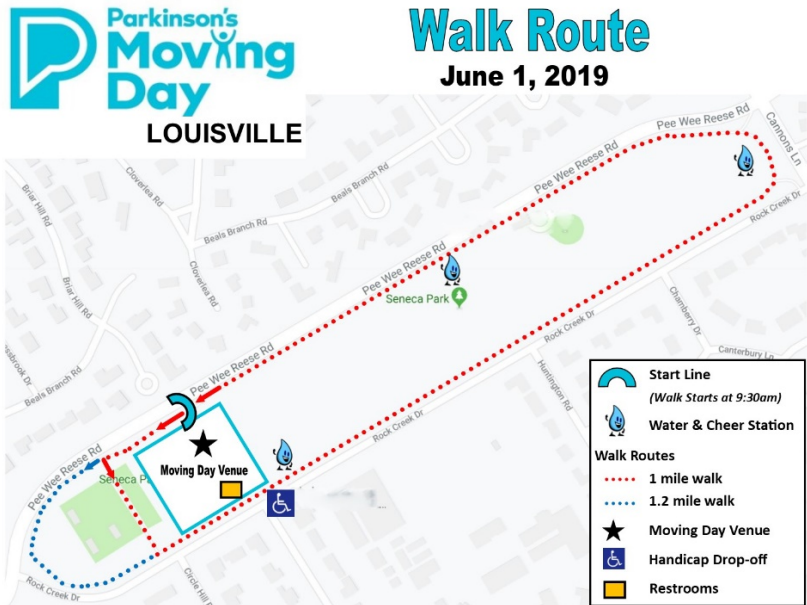 Parkinson's
Moving
Day
LOUISVILLE
Walk Route
June 1, 2019
Pee Wee Reese Rd
Cannons Ln
Pee Wee Reese Rd
Rock Creek Dr
Briar Hill Rd
Cloverlea Rd
Beals Branch Rd
Beals Branch Rd
Cloverlea Rd
Pee Wee Reese Rd
Seneca Park
Briar Hill Rd
Rock Creek Dr
Chamberry Dr
Canterbury Ln
Huntington Rd
Pee Wee Reese Rd
Beals Branch Rd
Rock Creek Dr
Pee Wee Reese Rd
Moving Day Venue
Rock Creek Dr
Start Line
(Walk Starts at 9:30am)
Water & Cheer Station
Walk Routes
1 mile walk
1.2 mile walk
Moving Day Venue
Handicap Drop-off
Restrooms